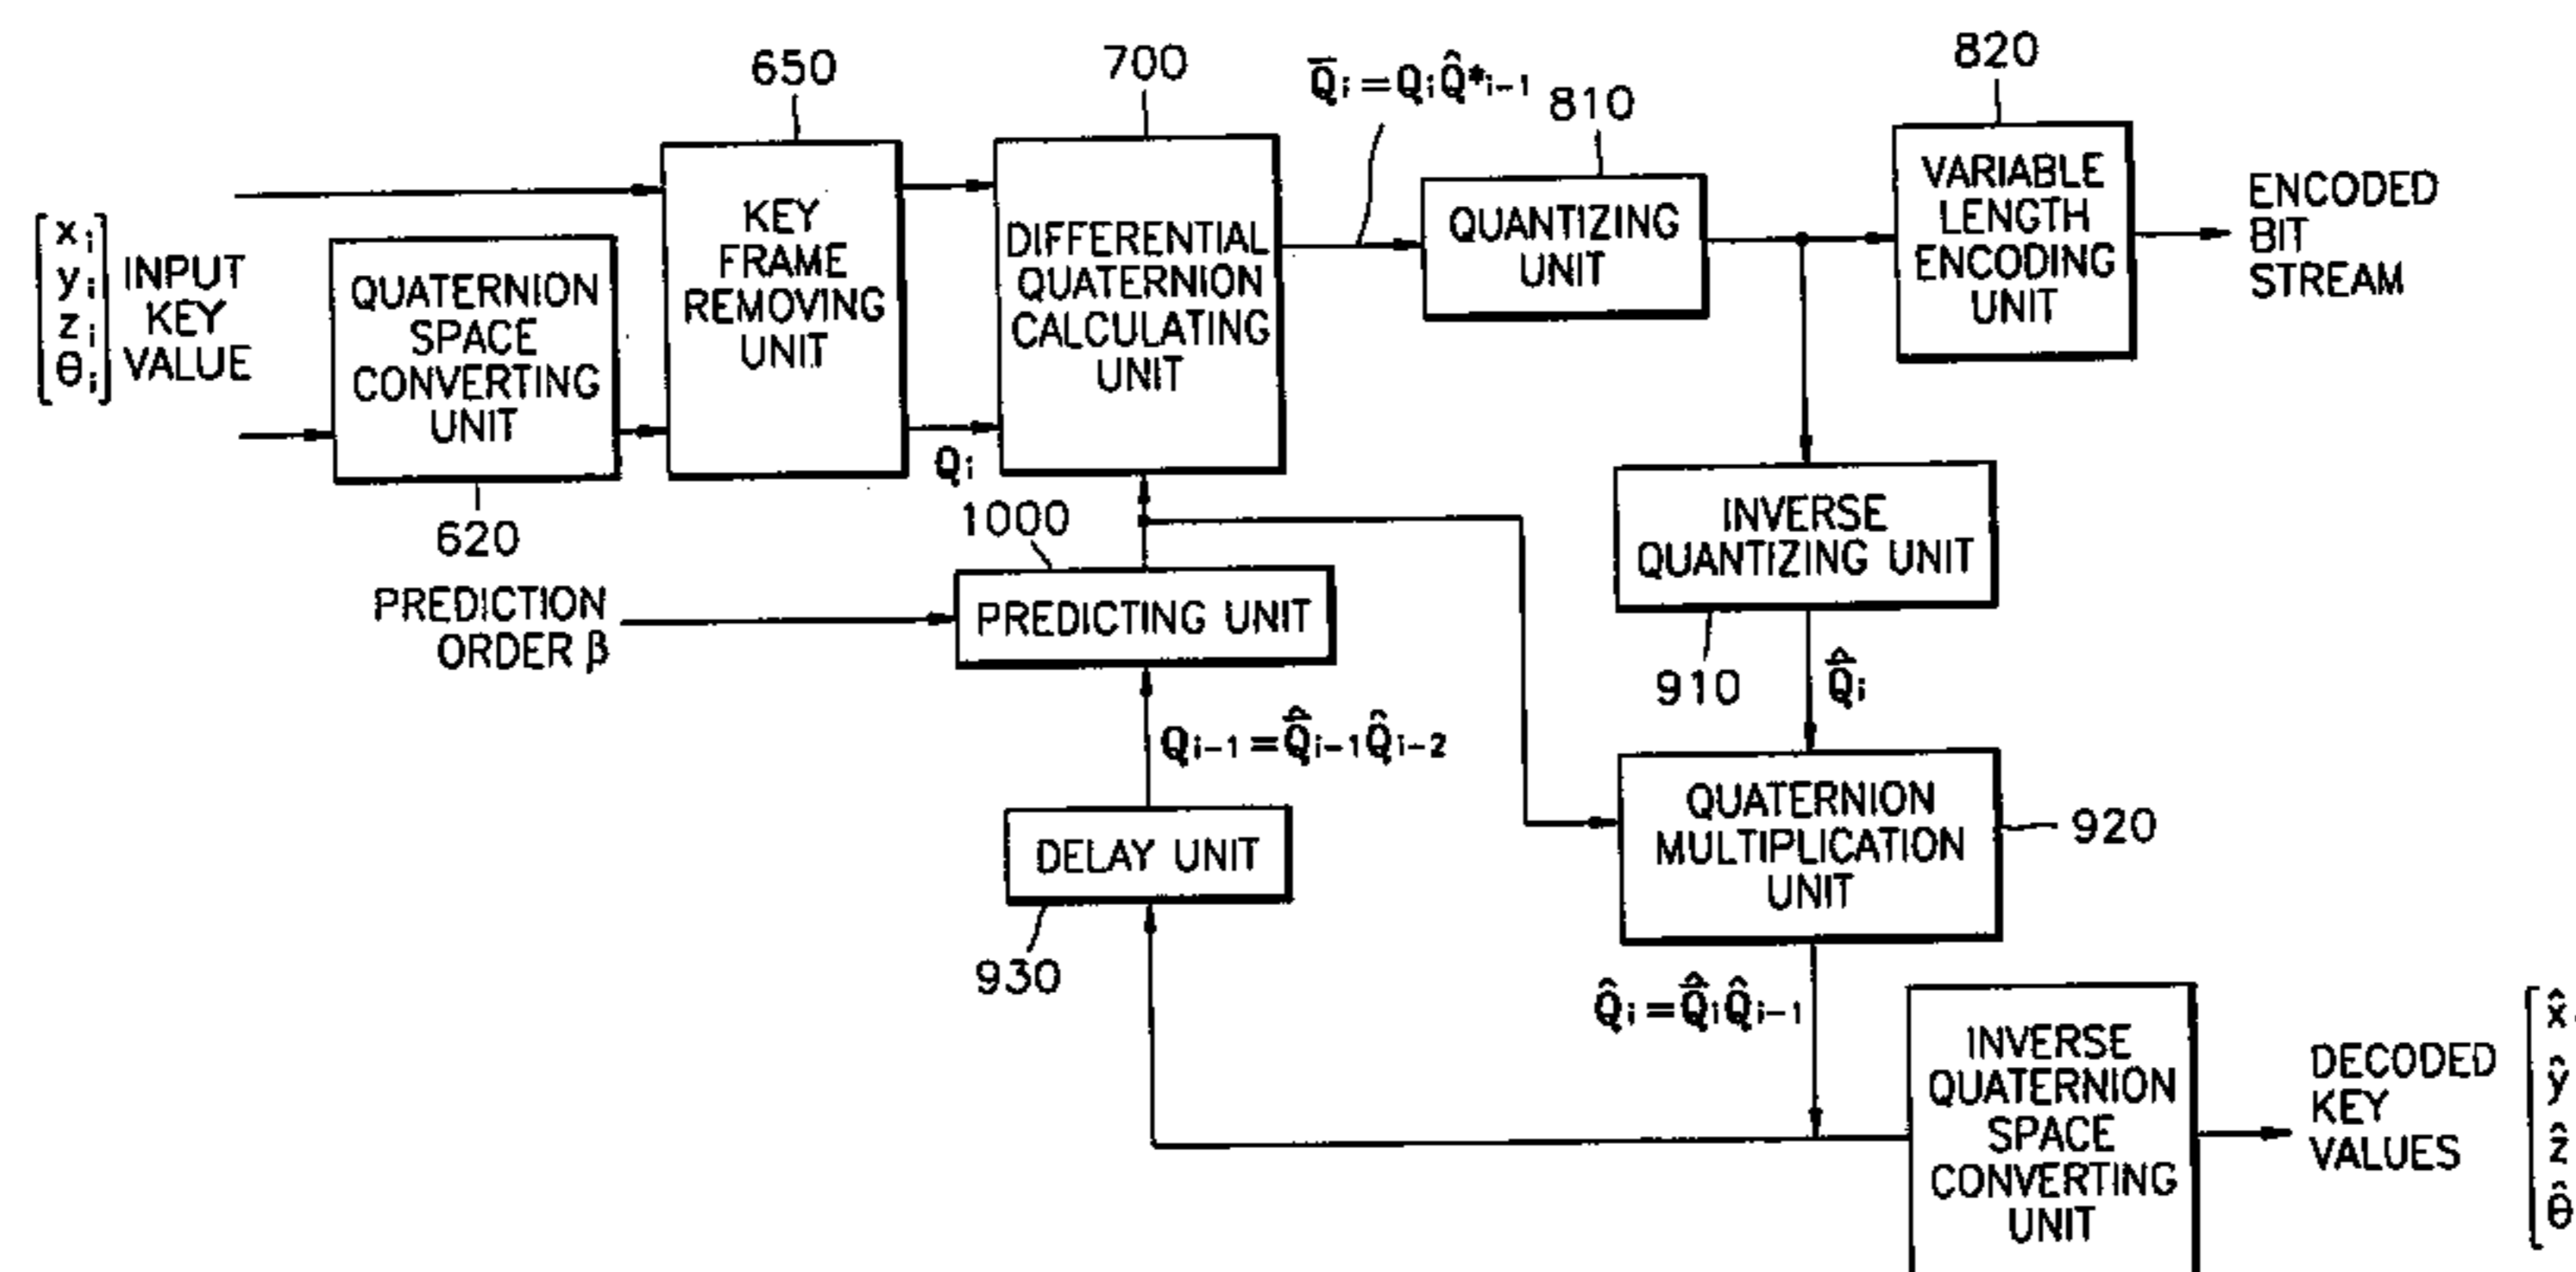 650
700
Q̄i=QiQ̂*i-1
810
820
xi
yi
zi
θi
INPUT
KEY
VALUE
QUATERNION
SPACE
CONVERTING
UNIT
620
KEY
FRAME
REMOVING
UNIT
Qi
DIFFERENTIAL
QUATERNION
CALCULATING
UNIT
QUANTIZING
UNIT
VARIABLE
LENGTH
ENCODING
UNIT
ENCODED
BIT
STREAM
PREDICTION
ORDER β
1000
PREDICTING UNIT
INVERSE
QUANTIZING UNIT
910
Q̄̂i
Qi-1=Q̄̂i-1Q̂i-2
DELAY UNIT
930
QUATERNION
MULTIPLICATION
UNIT
920
Q̂i=Q̄̂iQ̂i-1
INVERSE
QUATERNION
SPACE
CONVERTING
UNIT
DECODED
KEY
VALUES
x̂
ŷ
ẑ
θ̂